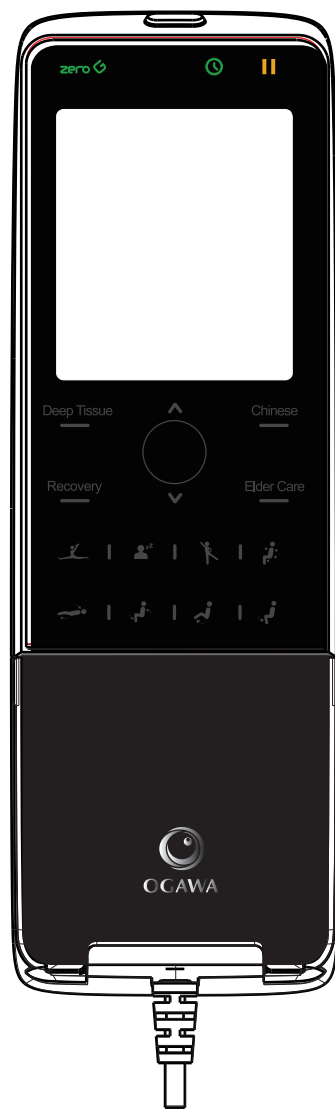 zero G
Deep Tissue
Chinese
Recovery
Elder Care
OGAWA